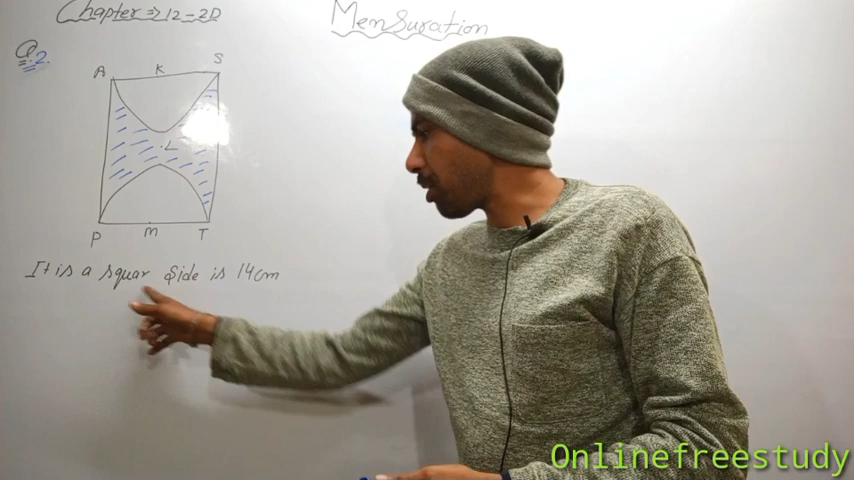 Chapter ⇒ 12-2D
Mensuration
Q.2.
A K S
L
P M T
It is a squar Side is 14cm
Onlinefreestudy